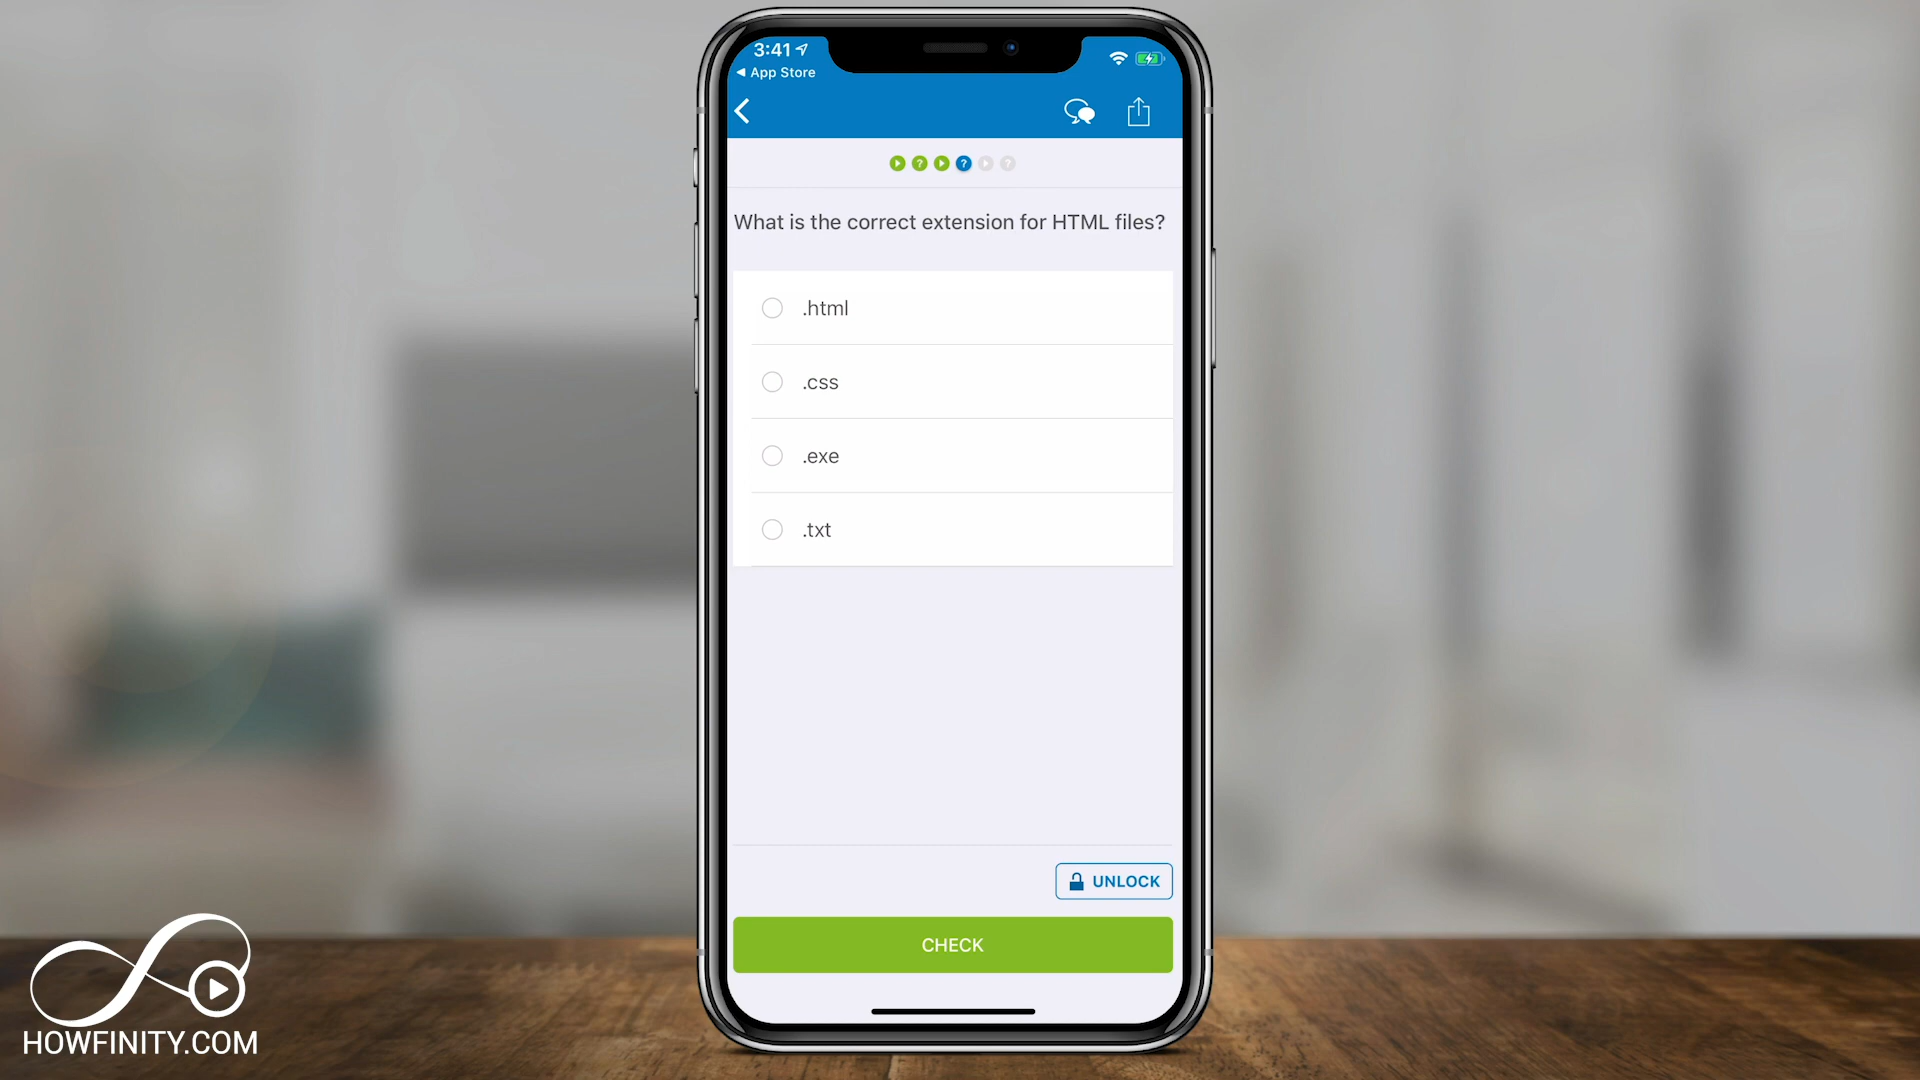 3:41
App Store
What is the correct extension for HTML files?
.html
.css
.exe
.txt
UNLOCK
CHECK
HOWFINITY.COM